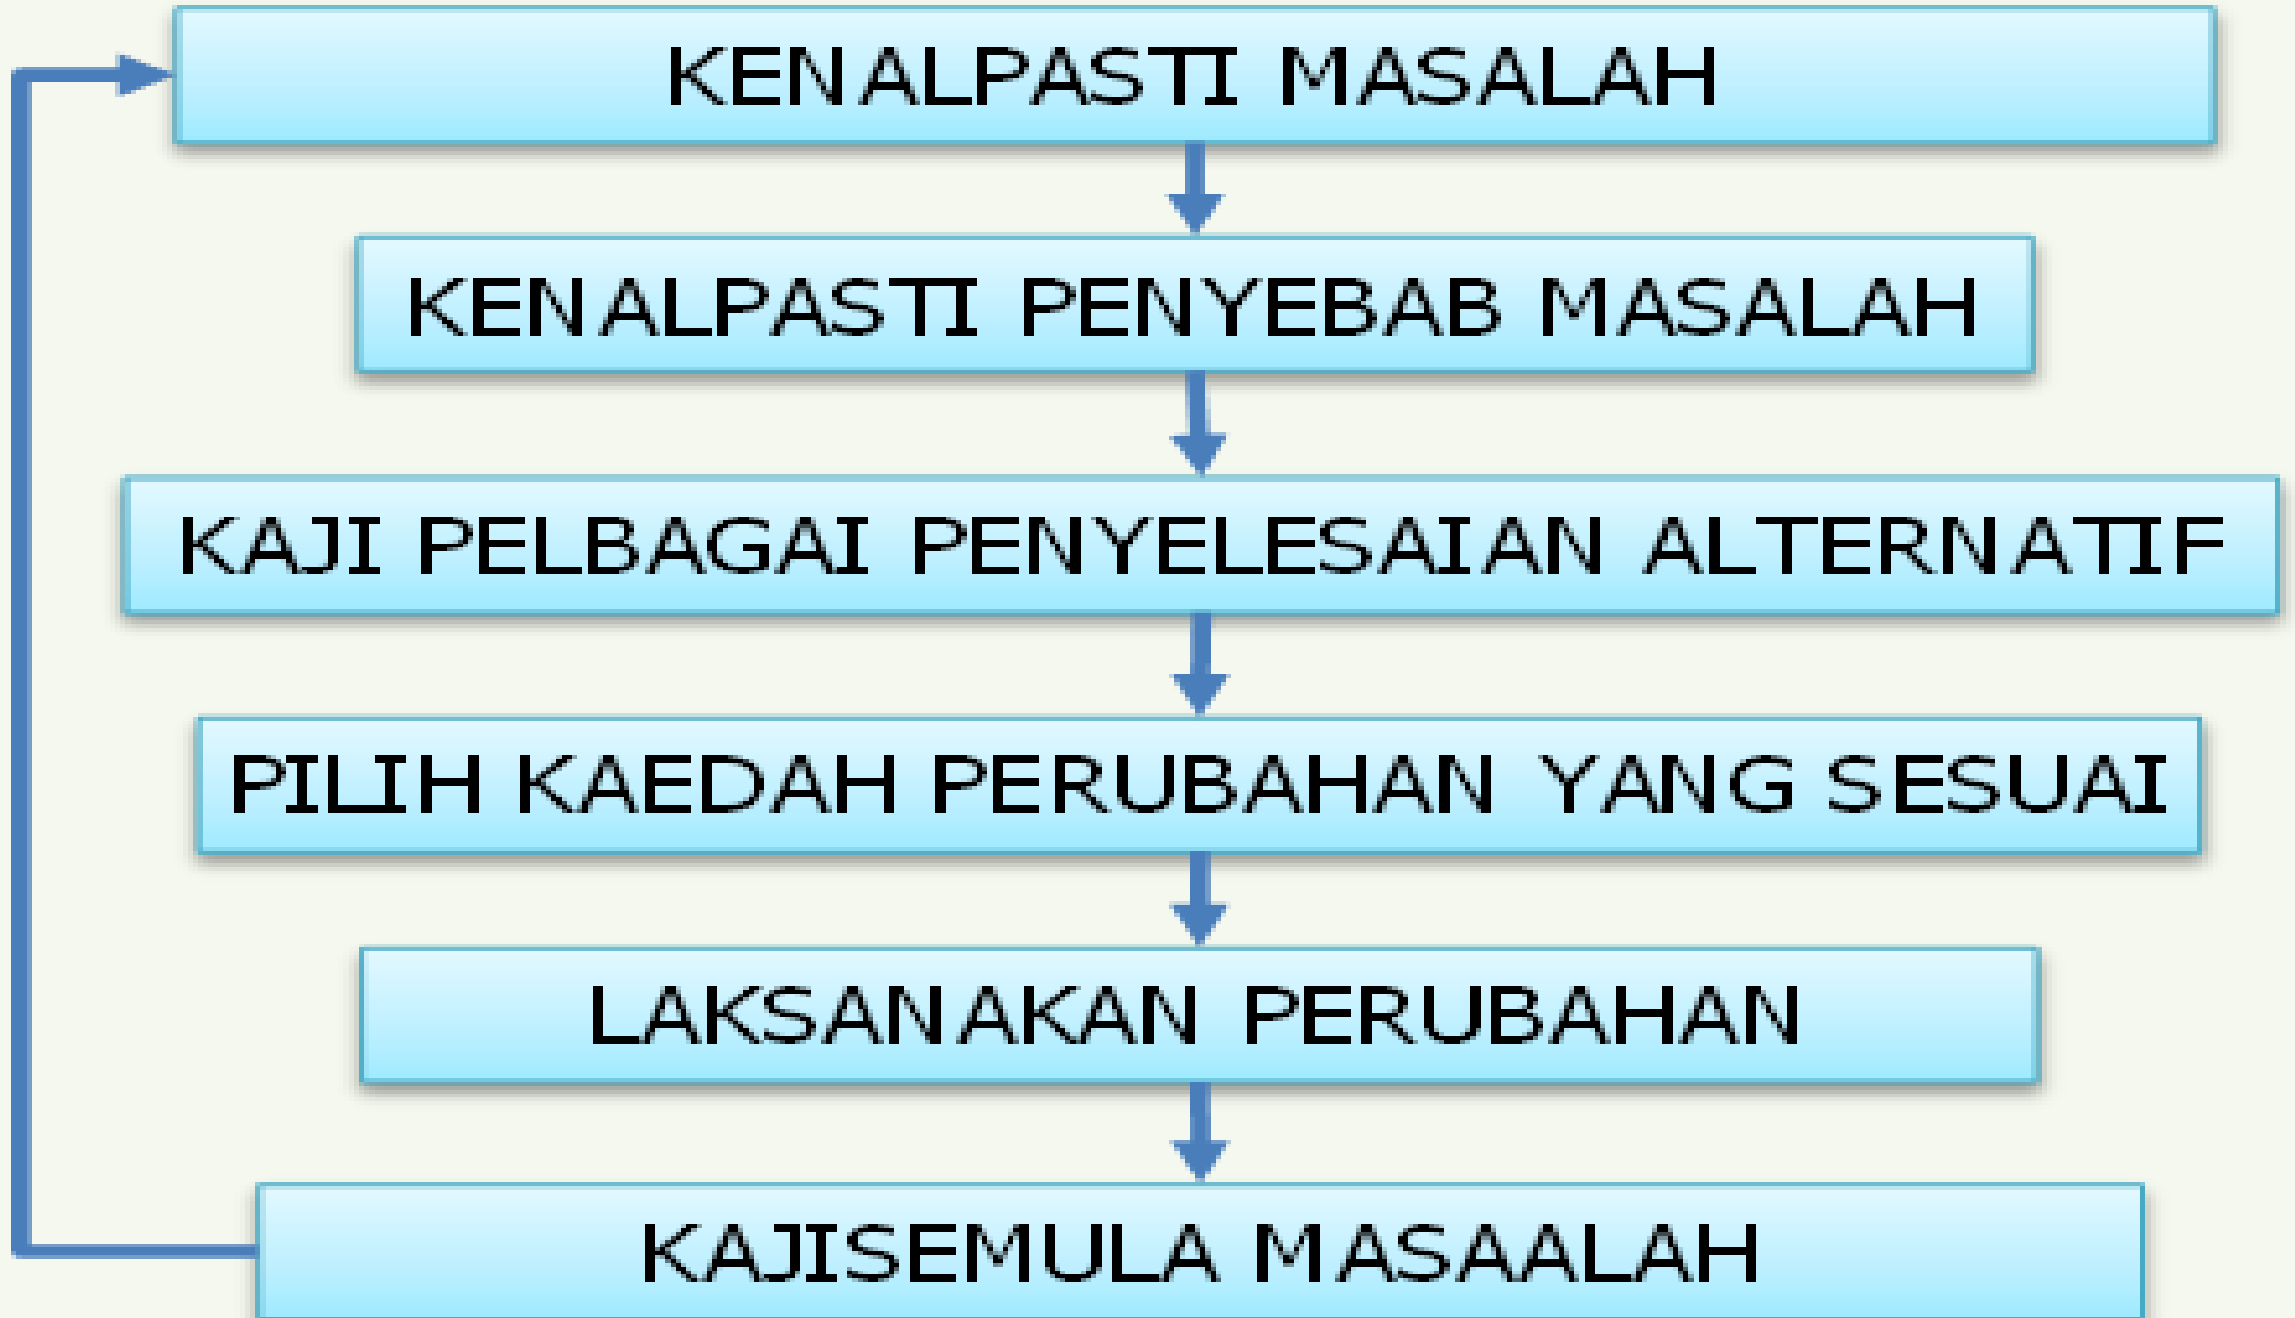 KENALPASTI MASALAH
KENALPASTI PENYEBAB MASALAH
KAJI PELBAGAI PENYELESAIAN ALTERNATIF
PILIH KAEDAH PERUBAHAN YANG SESUAI
LAKSANAKAN PERUBAHAN
KAJISEMULA MASAALAH